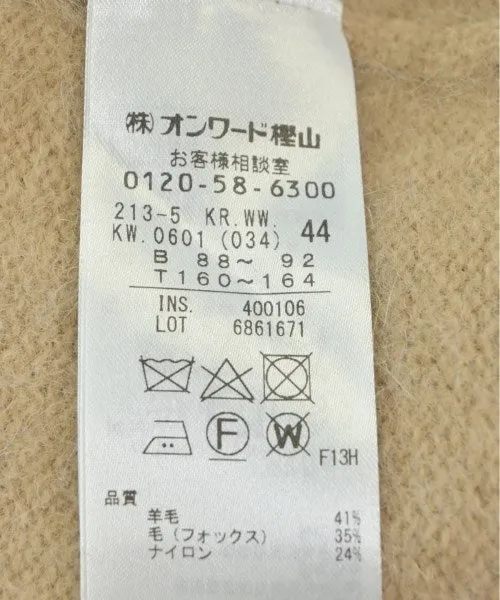 (株)オンワード樫山
お客様相談室
0120-58-6300
213-5 KR.WW.
KW.0601 (034) 44
B 88～ 92
T160～164
INS. 400106
LOT 6861671
F W F13H
品質
羊毛 41%
毛(フォックス) 35%
ナイロン 24%